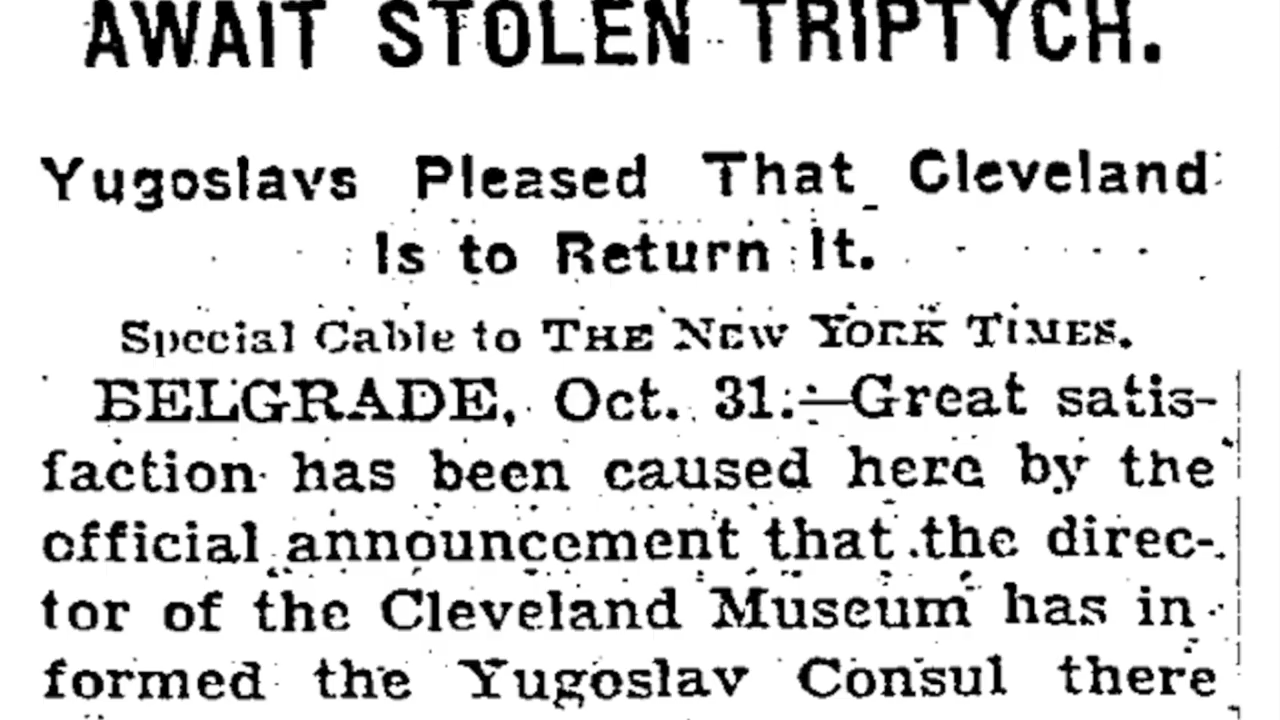 AWAIT STOLEN TRIPTYCH.
Yugoslavs Pleased That Cleveland
Is to Return It.
Special Cable to THE NEW YORK TIMES.
BELGRADE, Oct. 31.—Great satis-
faction has been caused here by the
official announcement that the direc-
tor of the Cleveland Museum has in-
formed the Yugoslav Consul there